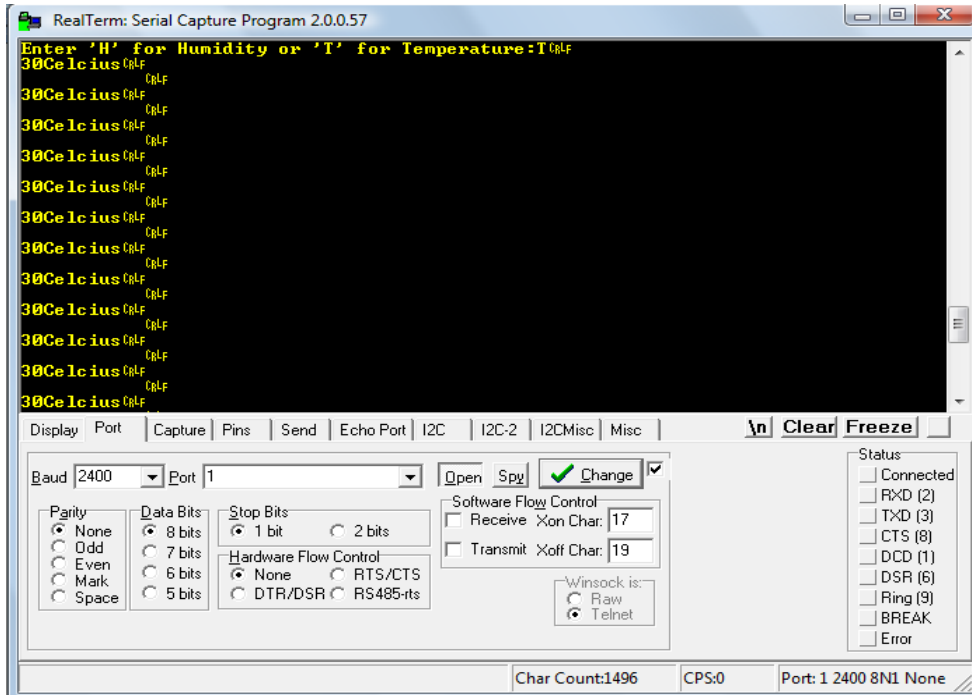 RealTerm: Serial Capture Program 2.0.0.57
Enter 'H' for Humidity or 'T' for Temperature:TCRLF
30CelciusCRLF
CRLF
30CelciusCRLF
CRLF
30CelciusCRLF
CRLF
30CelciusCRLF
CRLF
30CelciusCRLF
CRLF
30CelciusCRLF
CRLF
30CelciusCRLF
CRLF
30CelciusCRLF
CRLF
30CelciusCRLF
CRLF
30CelciusCRLF
CRLF
30CelciusCRLF
CRLF
30CelciusCRLF
Display Port Capture Pins Send Echo Port I2C I2C-2 I2CMisc Misc \n Clear Freeze
Baud 2400 Port 1 Open Spy Change
Parity
None
Odd
Even
Mark
Space
Data Bits
8 bits
7 bits
6 bits
5 bits
Stop Bits
1 bit 2 bits
Hardware Flow Control
None RTS/CTS
DTR/DSR RS485-rts
Software Flow Control
Receive Xon Char: 17
Transmit Xoff Char: 19
Winsock is:
Raw
Telnet
Status
Connected
RXD (2)
TXD (3)
CTS (8)
DCD (1)
DSR (6)
Ring (9)
BREAK
Error
Char Count:1496 CPS:0 Port: 1 2400 8N1 None